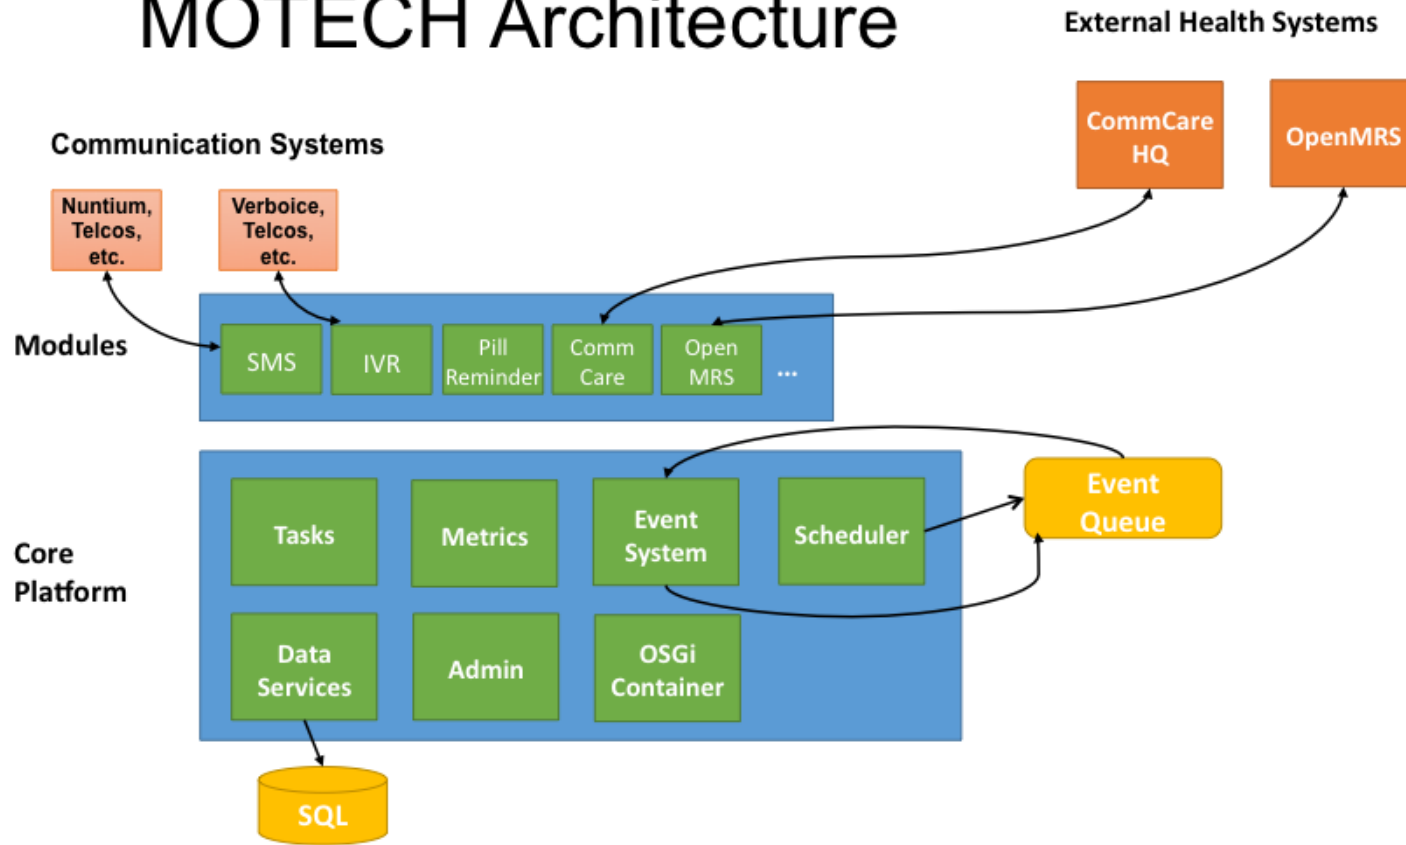 MOTECH Architecture
External Health Systems
CommCare
HQ
OpenMRS
Communication Systems
Nuntium,
Telcos,
etc.
Verboice,
Telcos,
etc.
Modules
SMS
IVR
Pill
Reminder
Comm
Care
Open
MRS
...
Core
Platform
Tasks
Metrics
Event
System
Scheduler
Event
Queue
Data
Services
Admin
OSGi
Container
SQL